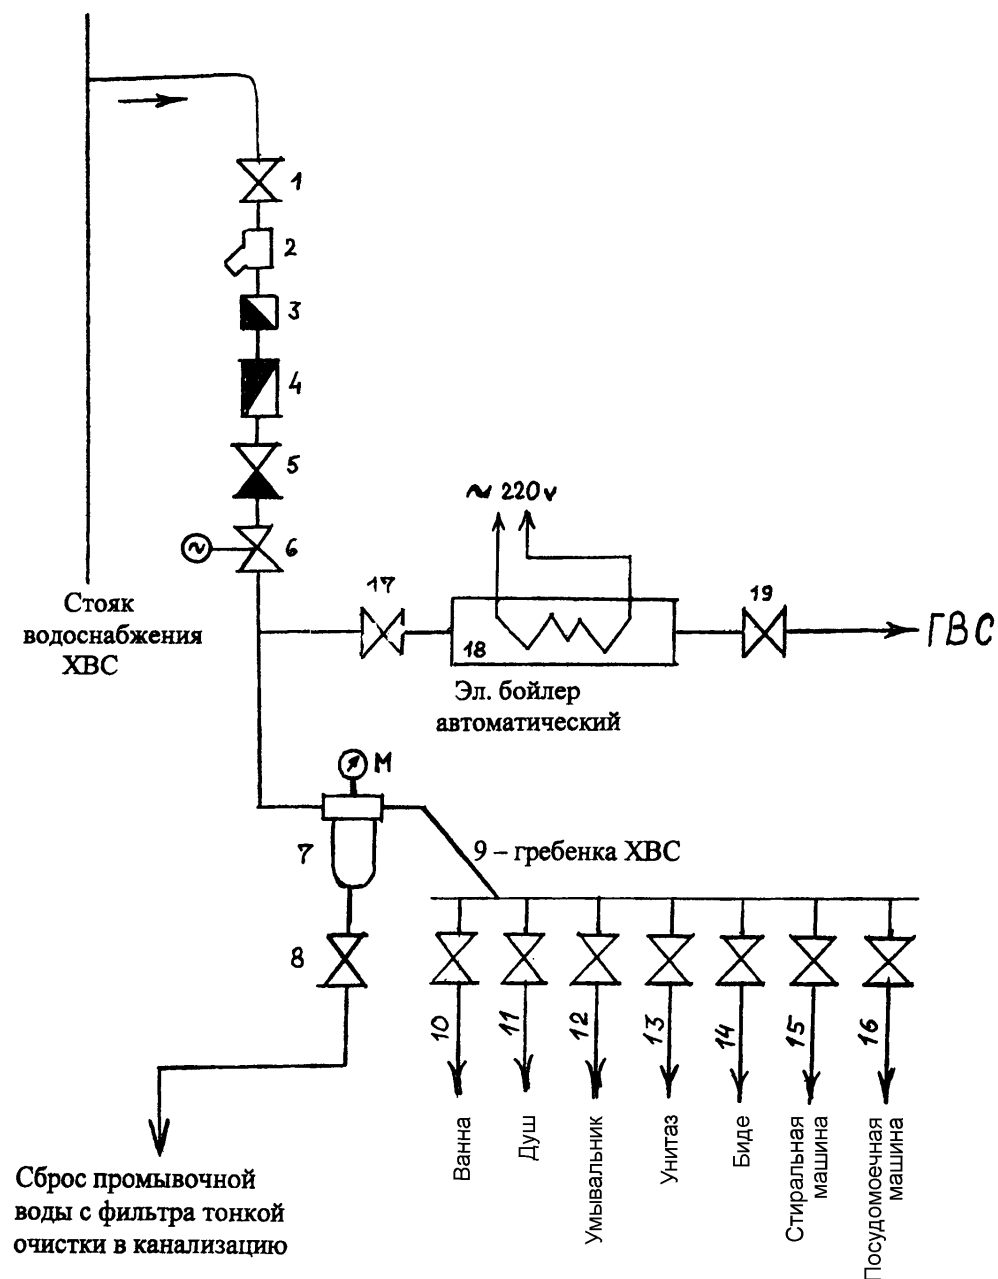 1
2
3
4
5
6
~ 220v
17
19
18
ГВС
Стояк
водоснабжения
ХВС
Эл. бойлер
автоматический
М
7
9 – гребенка ХВС
8
10
11
12
13
14
15
16
Ванна
Душ
Умывальник
Унитаз
Биде
Стиральная
машина
Посудомоечная
машина
Сброс промывочной
воды с фильтра тонкой
очистки в канализацию